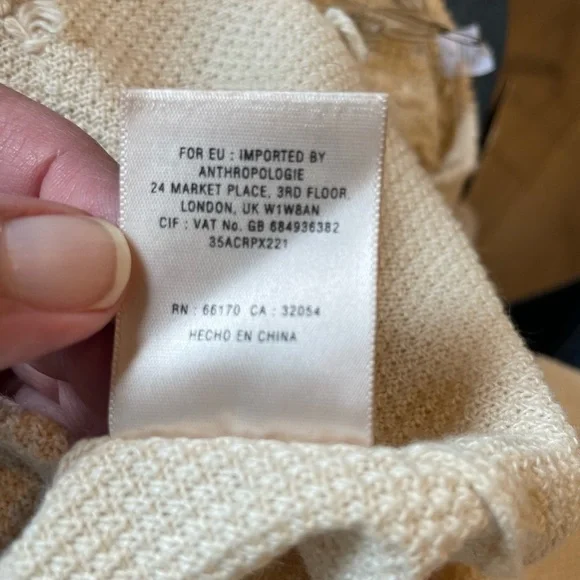 FOR EU : IMPORTED BY
ANTHROPOLOGIE
24 MARKET PLACE, 3RD FLOOR,
LONDON, UK W1W8AN
CIF : VAT No. GB 684936382
35ACRPX221
RN : 66170 CA : 32054
HECHO EN CHINA